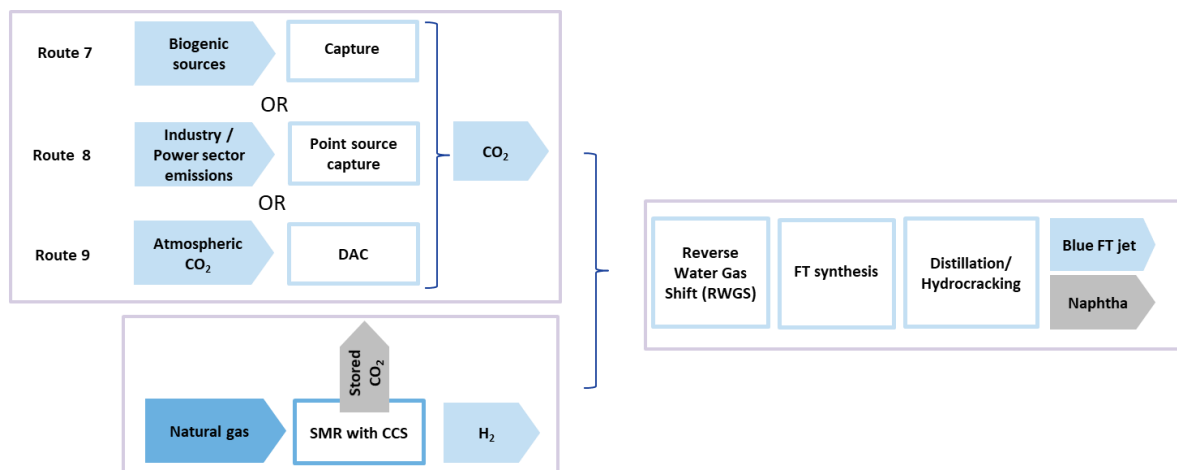 Route 7
Biogenic
sources
Capture
OR
Route 8
Industry /
Power sector
emissions
Point source
capture
CO₂
OR
Route 9
Atmospheric
CO₂
DAC
Reverse
Water Gas
Shift (RWGS)
FT synthesis
Distillation/
Hydrocracking
Blue FT jet
Naphtha
Stored
CO₂
Natural gas
SMR with CCS
H₂